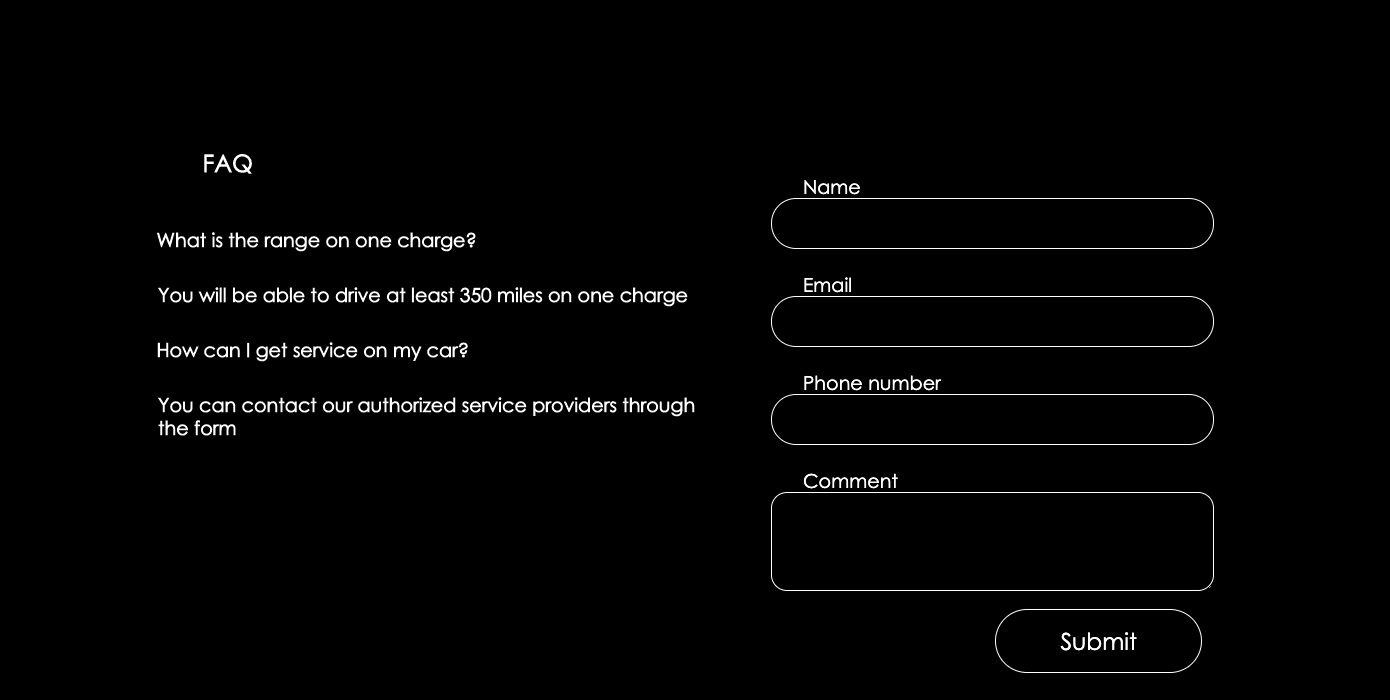 FAQ
What is the range on one charge?
You will be able to drive at least 350 miles on one charge
How can I get service on my car?
You can contact our authorized service providers through
the form
Name
Email
Phone number
Comment
Submit